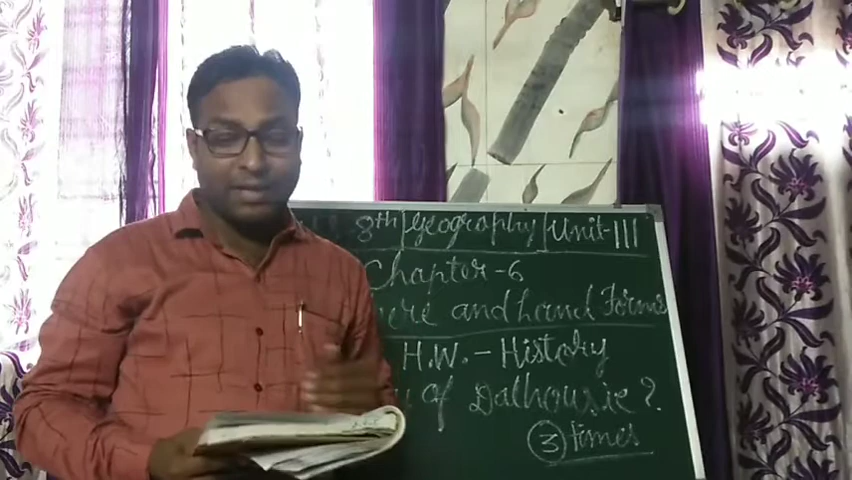 8th Geography Unit-III
Chapter-6
and Land Forms
H.W. - History
of Dalhousie?
3 times